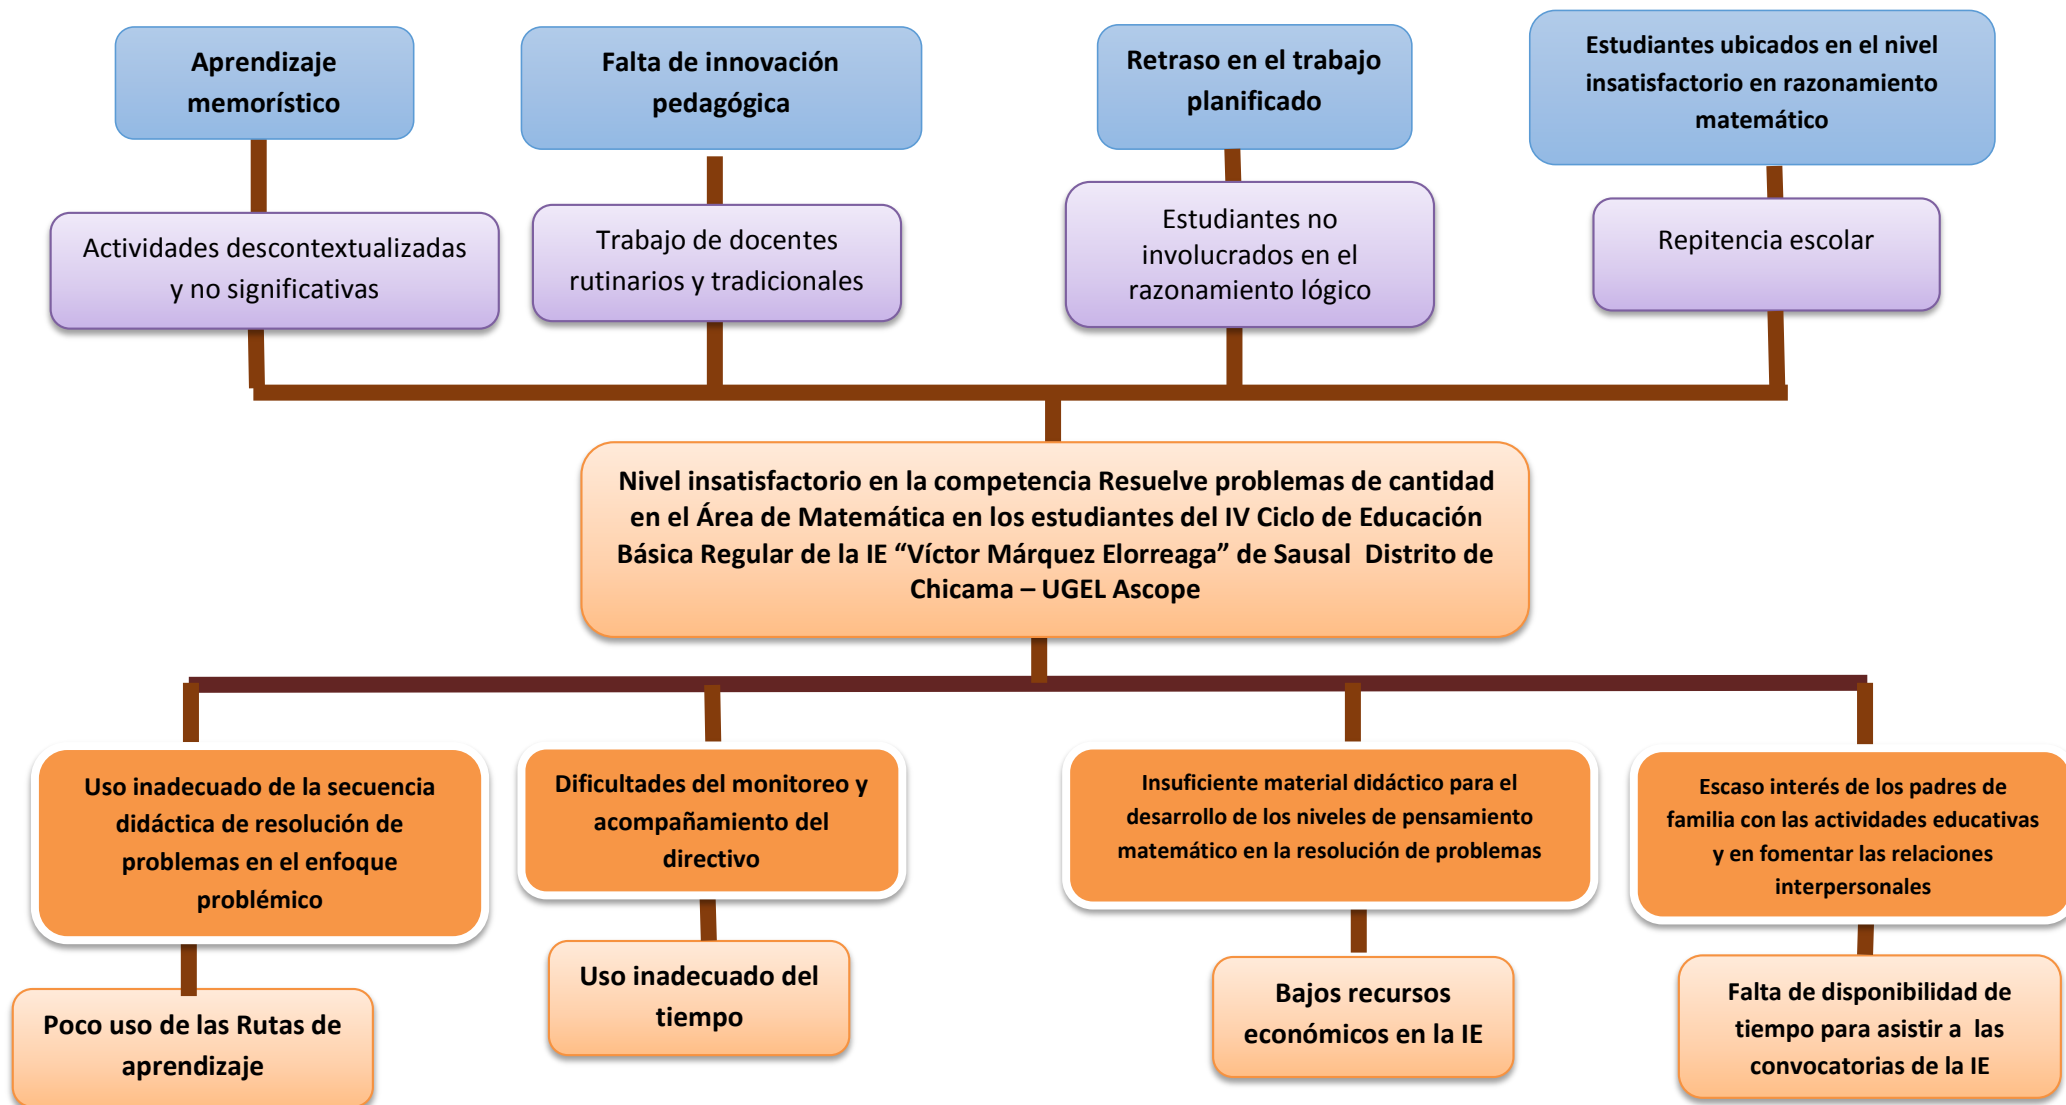 Aprendizaje
memorístico
Falta de innovación
pedagógica
Retraso en el trabajo
planificado
Estudiantes ubicados en el nivel
insatisfactorio en razonamiento
matemático
Actividades descontextualizadas
y no significativas
Trabajo de docentes
rutinarios y tradicionales
Estudiantes no
involucrados en el
razonamiento lógico
Repitencia escolar
Nivel insatisfactorio en la competencia Resuelve problemas de cantidad
en el Área de Matemática en los estudiantes del IV Ciclo de Educación
Básica Regular de la IE “Víctor Márquez Elorreaga” de Sausal  Distrito de
Chicama – UGEL Ascope
Uso inadecuado de la secuencia
didáctica de resolución de
problemas en el enfoque
problémico
Dificultades del monitoreo y
acompañamiento del
directivo
Insuficiente material didáctico para el
desarrollo de los niveles de pensamiento
matemático en la resolución de problemas
Escaso interés de los padres de
familia con las actividades educativas
y en fomentar las relaciones
interpersonales
Poco uso de las Rutas de
aprendizaje
Uso inadecuado del
tiempo
Bajos recursos
económicos en la IE
Falta de disponibilidad de
tiempo para asistir a  las
convocatorias de la IE